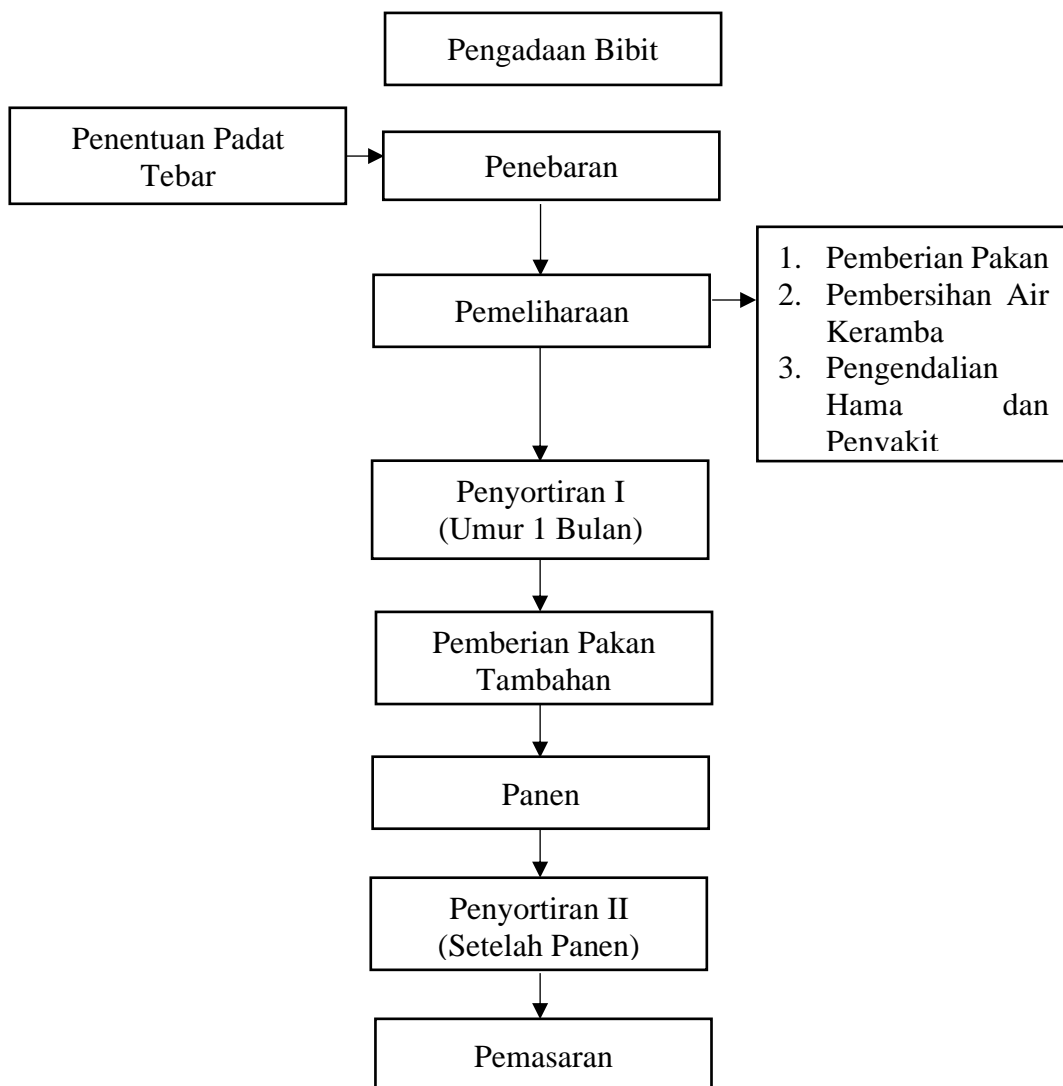 Pengadaan Bibit
Penentuan Padat
Tebar
Penebaran
Pemeliharaan
1. Pemberian Pakan
2. Pembersihan Air
Keramba
3. Pengendalian
Hama dan
Penyakit
Penyortiran I
(Umur 1 Bulan)
Pemberian Pakan
Tambahan
Panen
Penyortiran II
(Setelah Panen)
Pemasaran